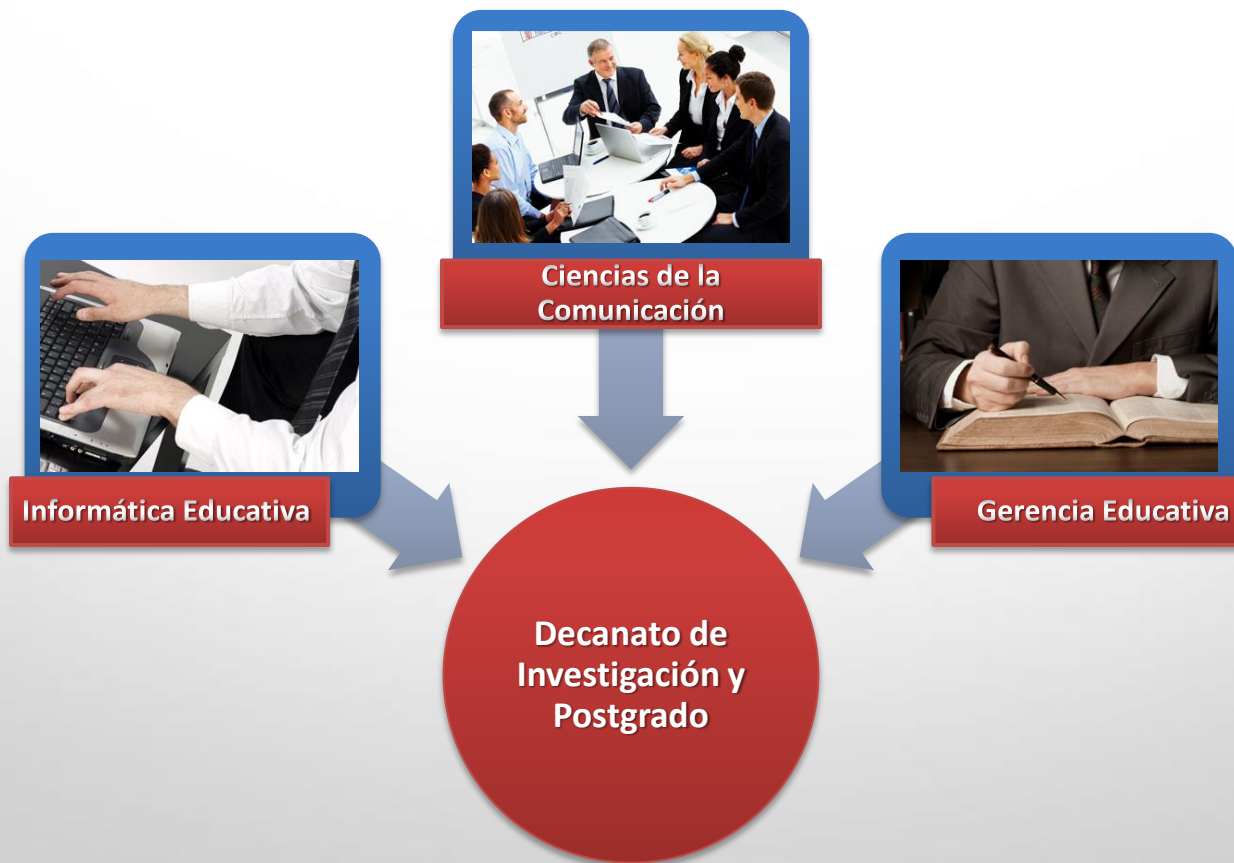 Ciencias de la
Comunicación
Informática Educativa
Gerencia Educativa
Decanato de
Investigación y
Postgrado